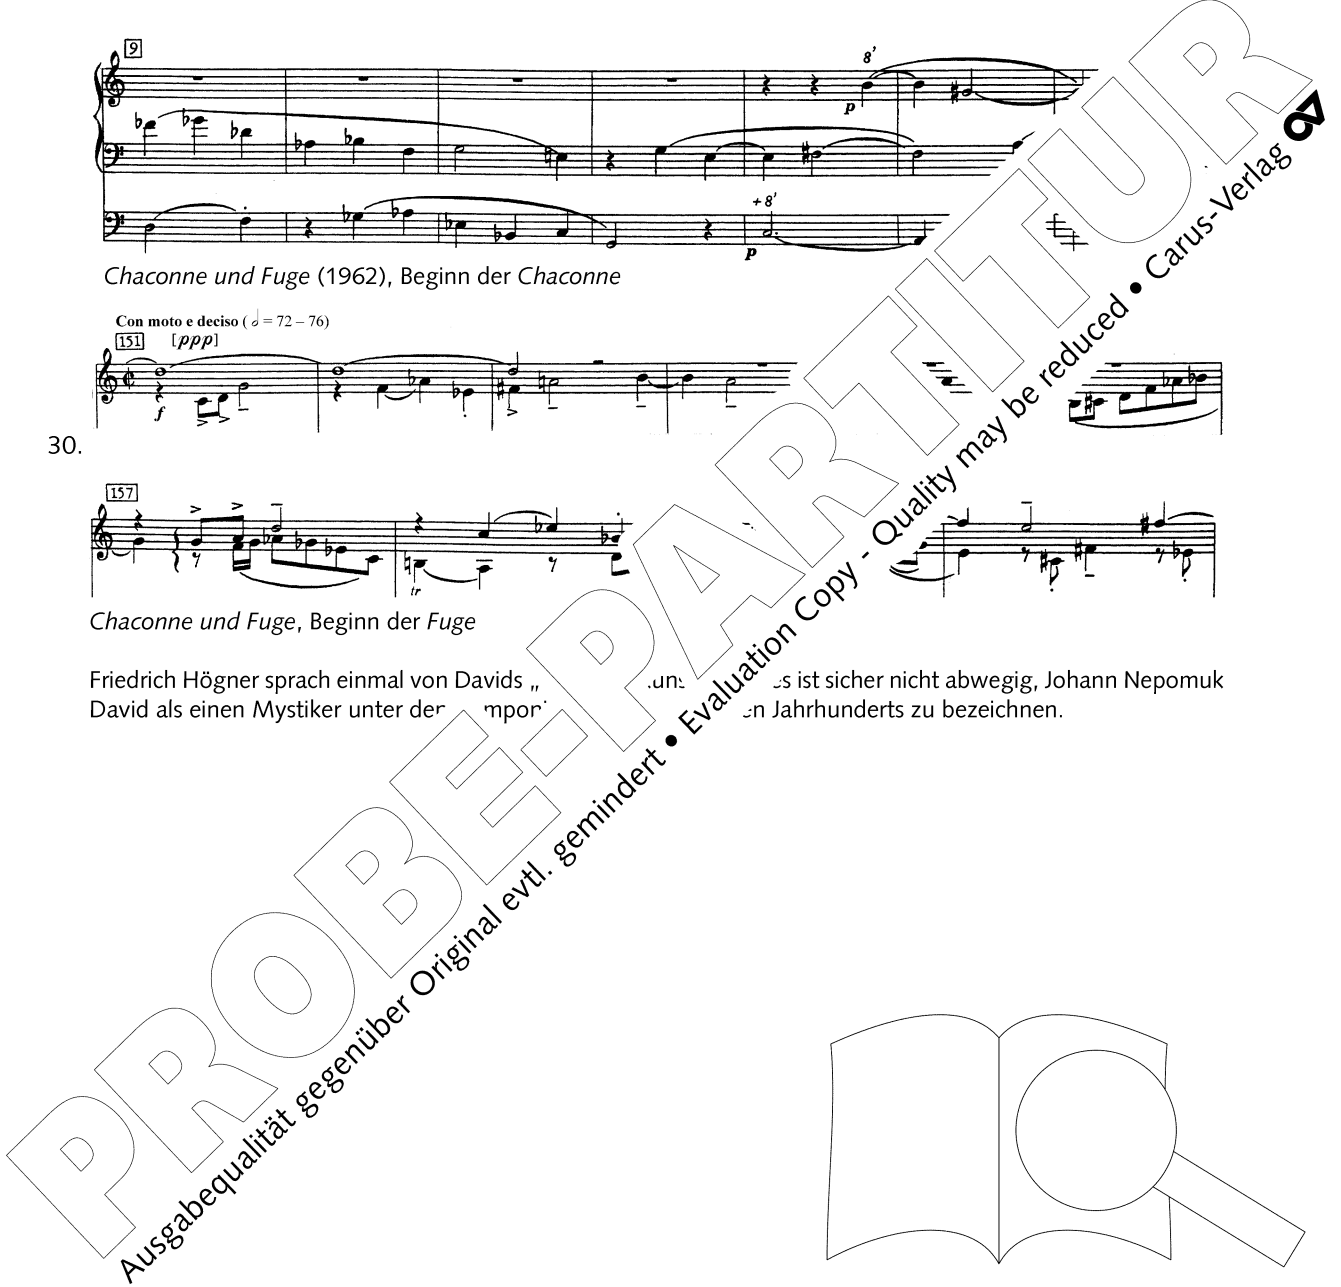 9
8'
p
+8'
p
Chaconne und Fuge (1962), Beginn der Chaconne
Con moto e deciso ( = 72 – 76)
151 [ppp]
f
30.
157
tr
Chaconne und Fuge, Beginn der Fuge
Friedrich Högner sprach einmal von Davids „ es ist sicher nicht abwegig, Johann Nepomuk
David als einen Mystiker unter den Jahrhunderts zu bezeichnen.
PROBE-PARTITUR
Ausgabequalität gegenüber Original evtl. gemindert • Evaluation Copy - Quality may be reduced • Carus-Verlag